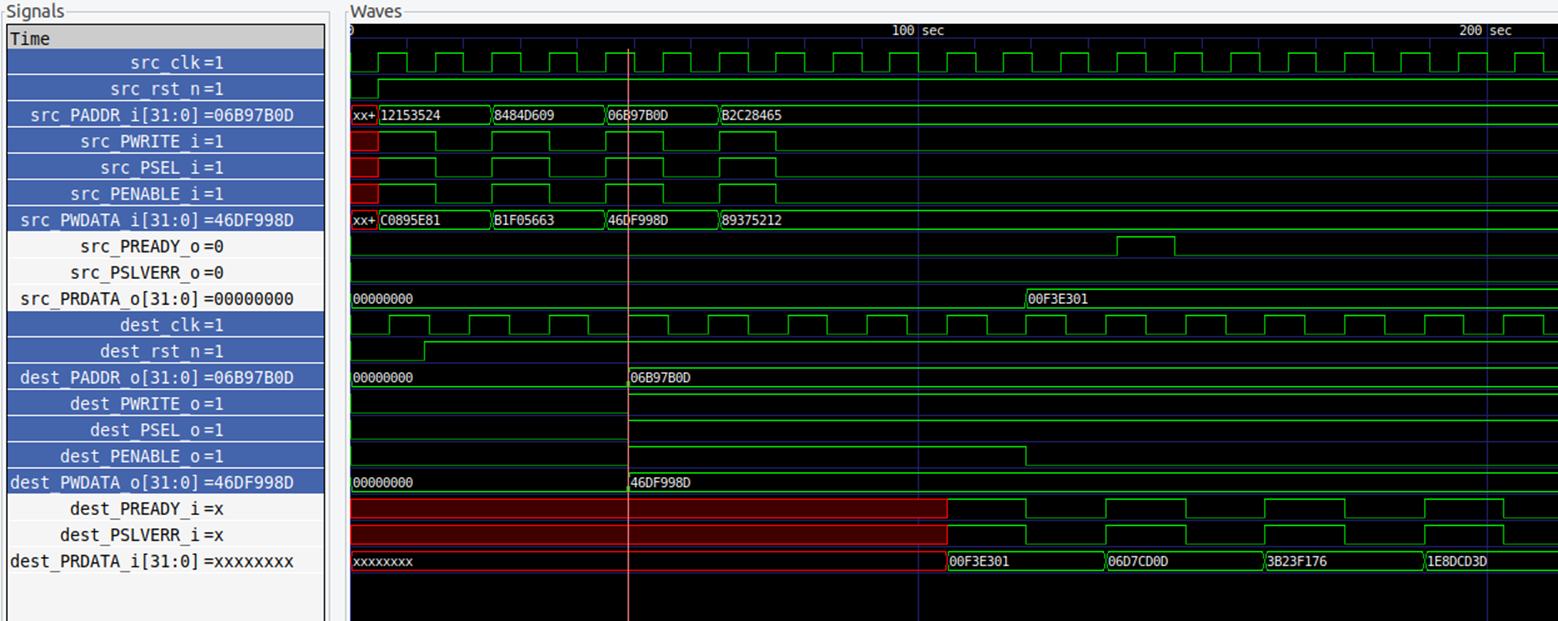 Signals
Waves
Time
0 100 sec 200 sec
src_clk=1
src_rst_n=1
src_PADDR_i[31:0]=06B97B0D xx+ 12153524 8484D609 06B97B0D B2C28465
src_PWRITE_i=1
src_PSEL_i=1
src_PENABLE_i=1
src_PWDATA_i[31:0]=46DF998D xx+ C0895E81 B1F05663 46DF998D 89375212
src_PREADY_o=0
src_PSLVERR_o=0
src_PRDATA_o[31:0]=00000000 00000000 00F3E301
dest_clk=1
dest_rst_n=1
dest_PADDR_o[31:0]=06B97B0D 00000000 06B97B0D
dest_PWRITE_o=1
dest_PSEL_o=1
dest_PENABLE_o=1
dest_PWDATA_o[31:0]=46DF998D 00000000 46DF998D
dest_PREADY_i=x
dest_PSLVERR_i=x
dest_PRDATA_i[31:0]=xxxxxxxx xxxxxxxx 00F3E301 06D7CD0D 3B23F176 1E8DCD3D